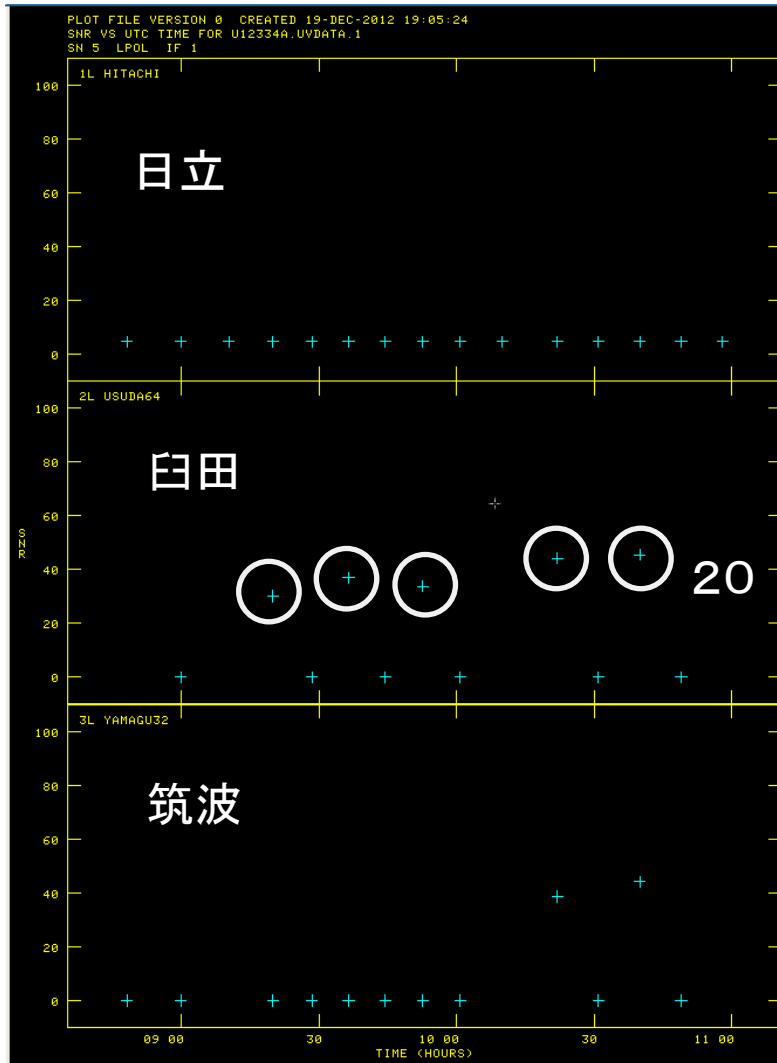 PLOT FILE VERSION 0  CREATED 19-DEC-2012 19:05:24
SNR VS UTC TIME FOR U12334A.UVDATA.1
SN 5  LPOL  IF 1
1L HITACHI
100
80
日立
60
40
20
0
2L USUDA64
100
80
臼田
60
SNR
40
20
20
0
3L YAMAGU32
100
80
筑波
60
40
20
0
09 00
30
10 00
30
11 00
TIME (HOURS)